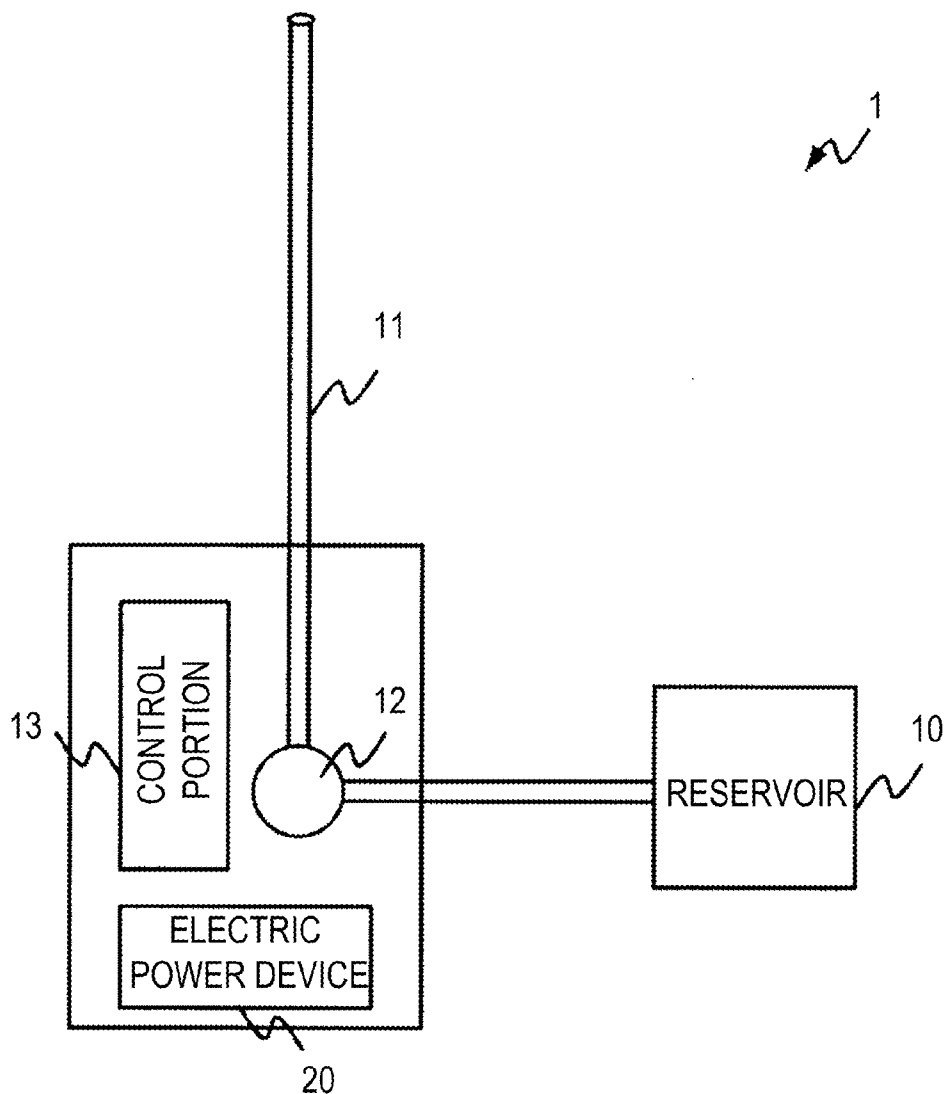 1
11
12
13
CONTROL
PORTION
10
RESERVOIR
ELECTRIC
POWER DEVICE
20